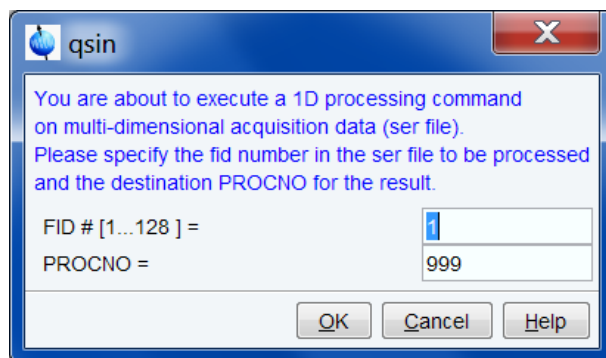 qsin
You are about to execute a 1D processing command
on multi-dimensional acquisition data (ser file).
Please specify the fid number in the ser file to be processed
and the destination PROCNO for the result.
FID # [1...128 ] = 1
PROCNO = 999
OK Cancel Help